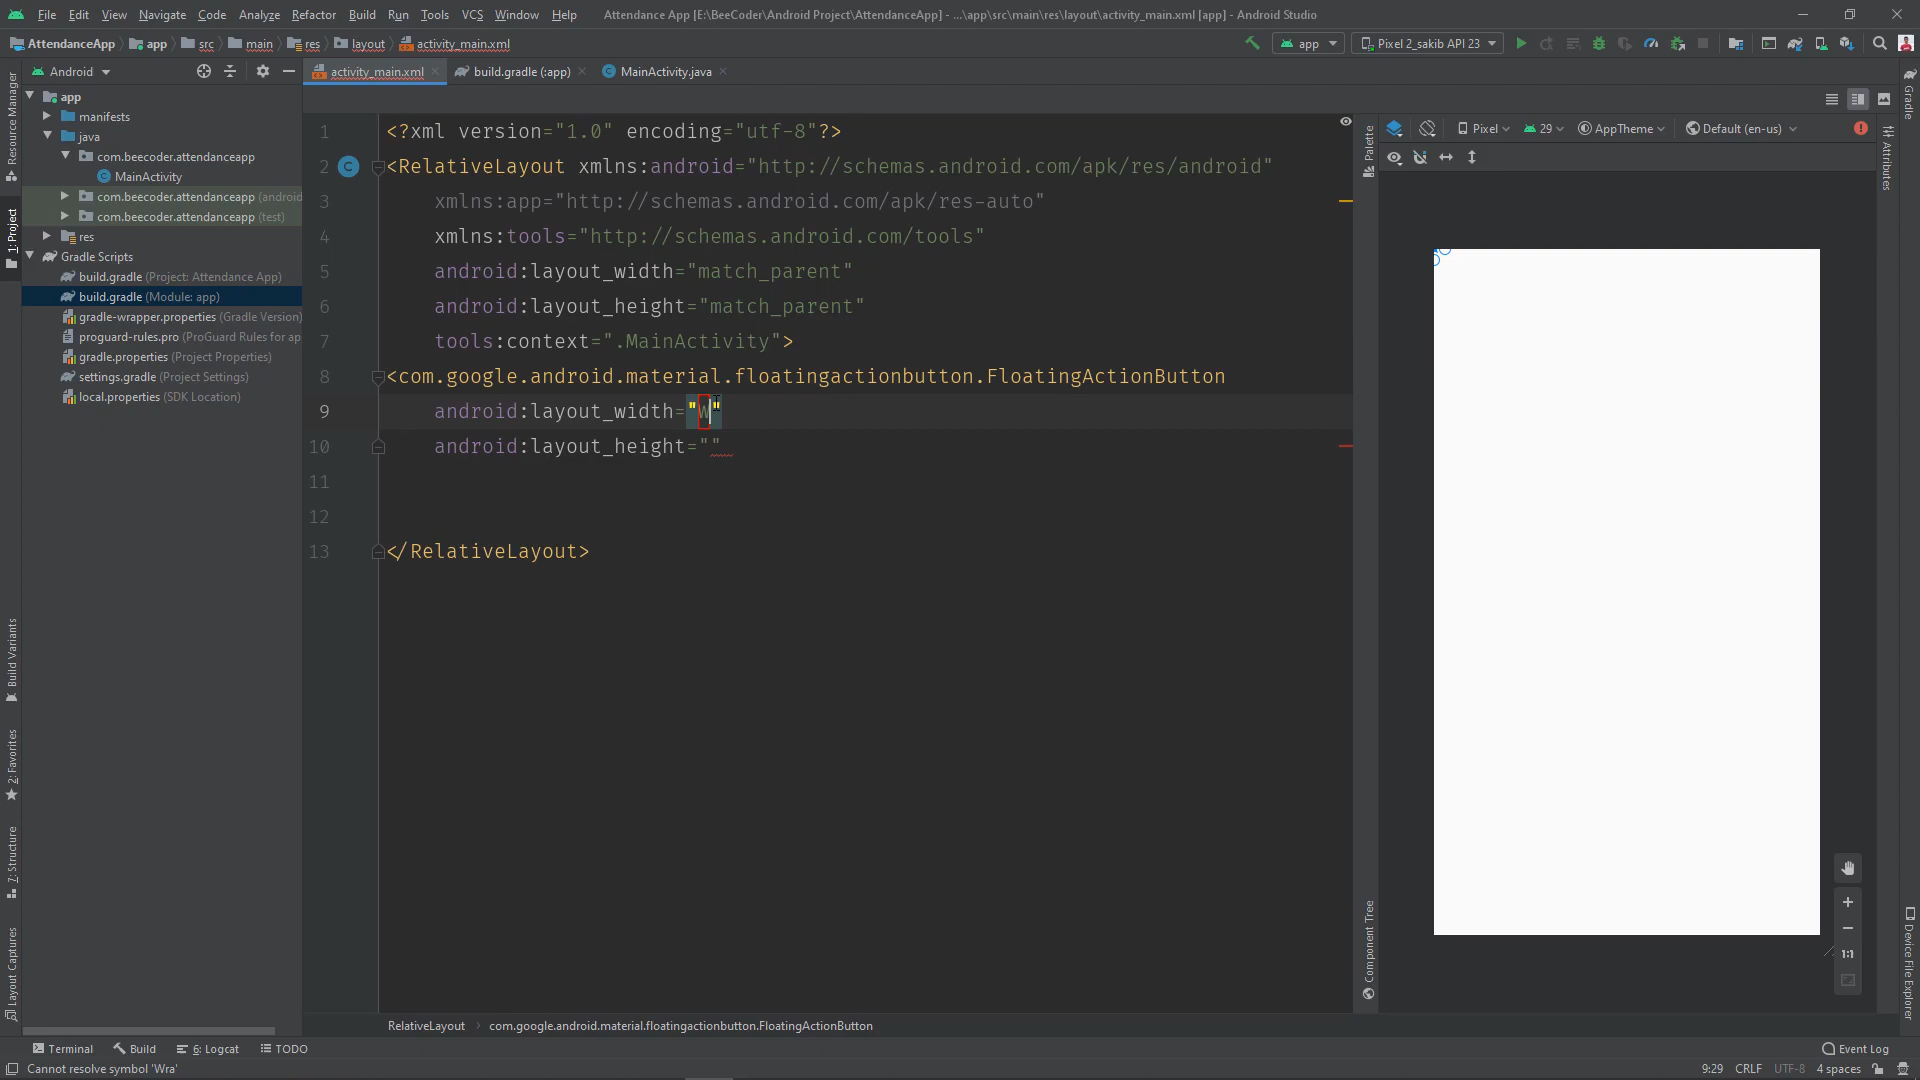 File Edit View Navigate Code Analyze Refactor Build Run Tools VCS Window Help Attendance App [E:\BeeCoder\Android Project\AttendanceApp] - ...\app\src\main\res\layout\activity_main.xml [app] - Android Studio
AttendanceApp app src main res layout activity_main.xml app Pixel 2_sakib API 23
Android activity_main.xml build.gradle (:app) MainActivity.java
app
manifests
java
com.beecoder.attendanceapp
MainActivity
com.beecoder.attendanceapp (android
com.beecoder.attendanceapp (test)
res
Gradle Scripts
build.gradle (Project: Attendance App)
build.gradle (Module: app)
gradle-wrapper.properties (Gradle Version)
proguard-rules.pro (ProGuard Rules for ap
gradle.properties (Project Properties)
settings.gradle (Project Settings)
local.properties (SDK Location)
Resource Manager
1: Project
Build Variants
2: Favorites
7: Structure
Layout Captures
1 <?xml version="1.0" encoding="utf-8"?>
2 <RelativeLayout xmlns:android="http://schemas.android.com/apk/res/android"
3 xmlns:app="http://schemas.android.com/apk/res-auto"
4 xmlns:tools="http://schemas.android.com/tools"
5 android:layout_width="match_parent"
6 android:layout_height="match_parent"
7 tools:context=".MainActivity">
8 <com.google.android.material.floatingactionbutton.FloatingActionButton
9 android:layout_width="W"
10 android:layout_height=""
11
12
13 </RelativeLayout>
Palette
Component Tree
Pixel 29 AppTheme Default (en-us)
1:1
Gradle
Attributes
Device File Explorer
RelativeLayout com.google.android.material.floatingactionbutton.FloatingActionButton
Terminal Build 6: Logcat TODO Event Log
Cannot resolve symbol 'Wra' 9:29 CRLF UTF-8 4 spaces